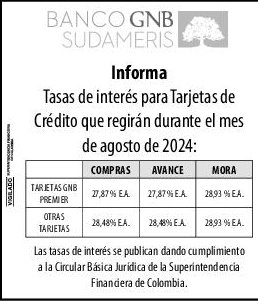 BANCO GNB
SUDAMERIS
Informa
Tasas de interés para Tarjetas de
Crédito que regirán durante el mes
de agosto de 2024:
COMPRAS AVANCE MORA
TARJETAS GNB PREMIER 27,87% E.A. 27,87% E.A. 28,93 % E.A.
OTRAS TARJETAS 28,48% E.A. 28,48% E.A. 28,93 % E.A.
Las tasas de interés se publican dando cumplimiento
a la Circular Básica Jurídica de la Superintendencia
Financiera de Colombia.
VIGILADO